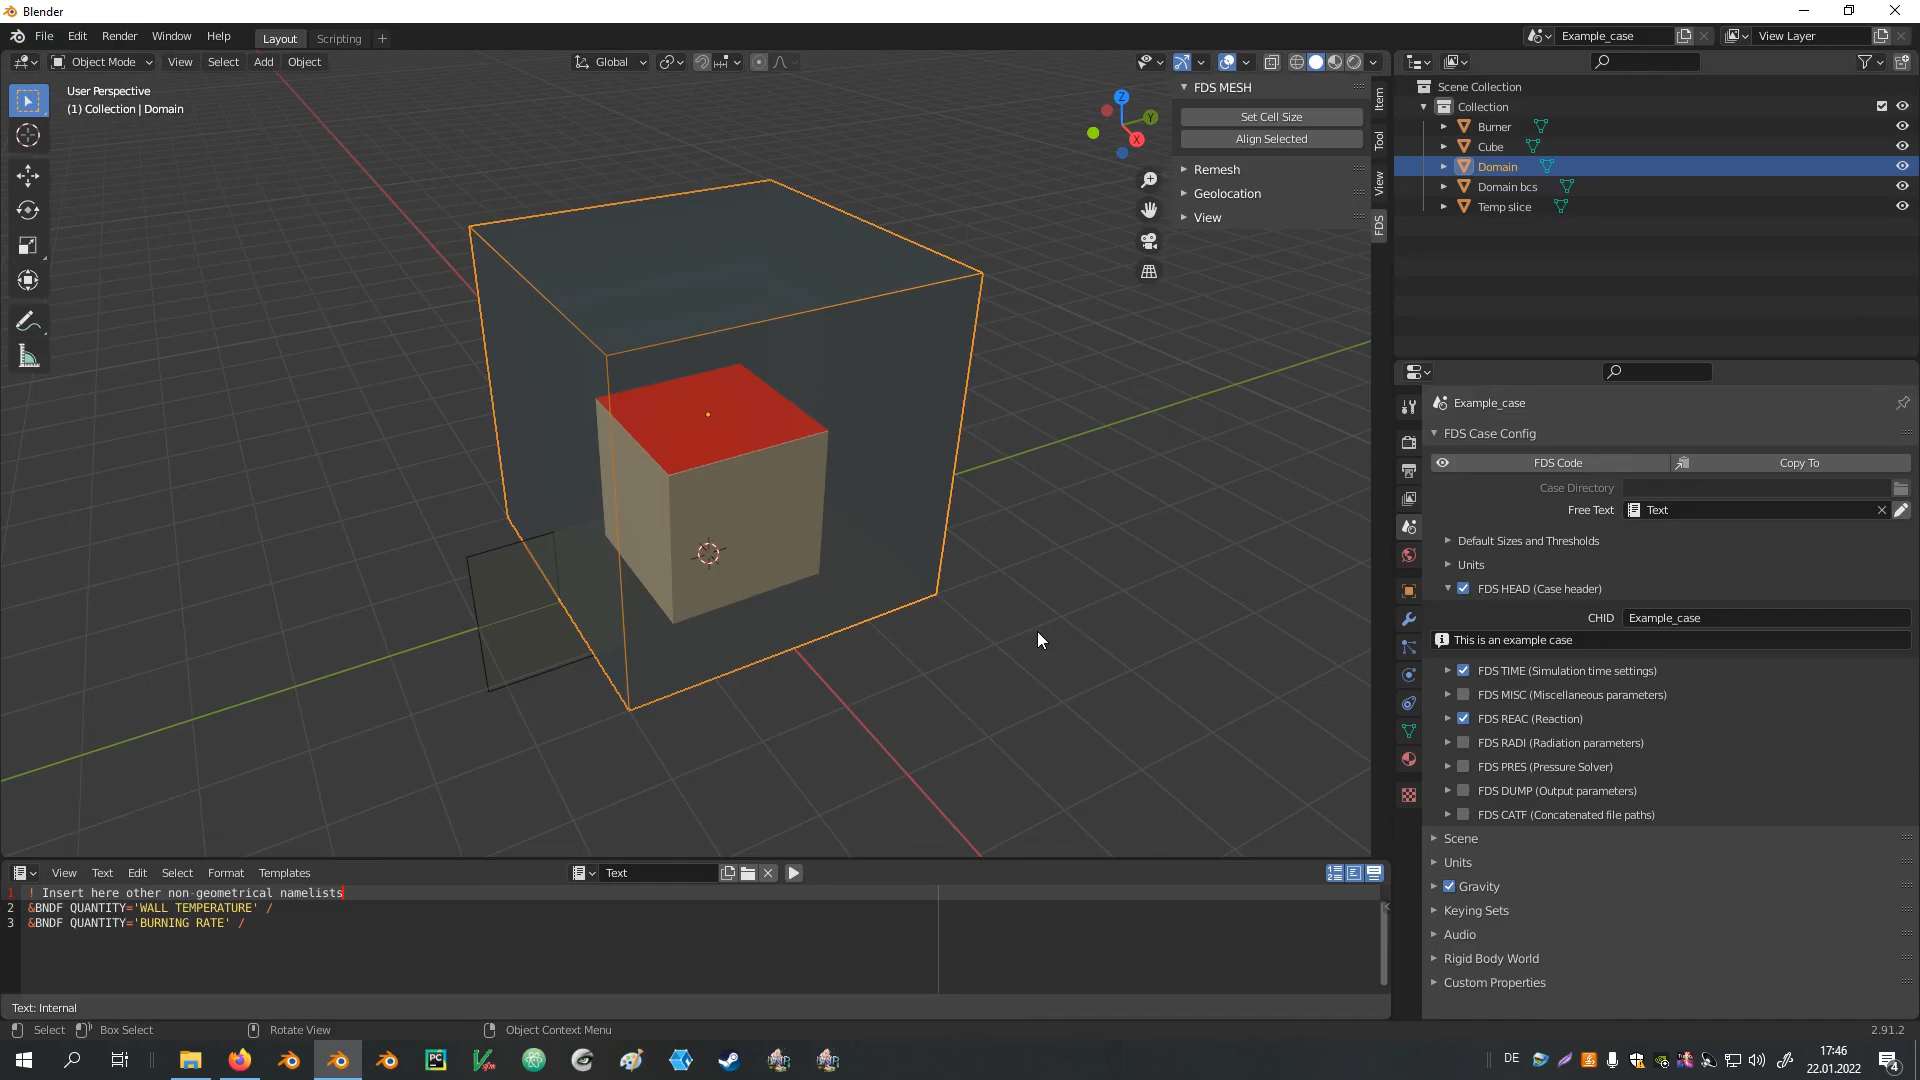 Blender
File Edit Render Window Help
Layout Scripting +
Example_case
View Layer
Object Mode
View Select Add Object
Global
User Perspective
(1) Collection | Domain
Z
Y
X
FDS MESH
Set Cell Size
Align Selected
Remesh
Geolocation
View
Item
Tool
View
FDS
Scene Collection
Collection
Burner
Cube
Domain
Domain bcs
Temp slice
Example_case
FDS Case Config
FDS Code
Copy To
Case Directory
Free Text Text
Default Sizes and Thresholds
Units
FDS HEAD (Case header)
CHID Example_case
This is an example case
FDS TIME (Simulation time settings)
FDS MISC (Miscellaneous parameters)
FDS REAC (Reaction)
FDS RADI (Radiation parameters)
FDS PRES (Pressure Solver)
FDS DUMP (Output parameters)
FDS CATF (Concatenated file paths)
Scene
Units
Gravity
Keying Sets
Audio
Rigid Body World
Custom Properties
View Text Edit Select Format Templates
Text
1 ! Insert here other non-geometrical namelists
2 &BNDF QUANTITY='WALL TEMPERATURE' /
3 &BNDF QUANTITY='BURNING RATE' /
Text: Internal
Select Box Select Rotate View Object Context Menu
2.91.2
PC
DE
17:46
22.01.2022
4